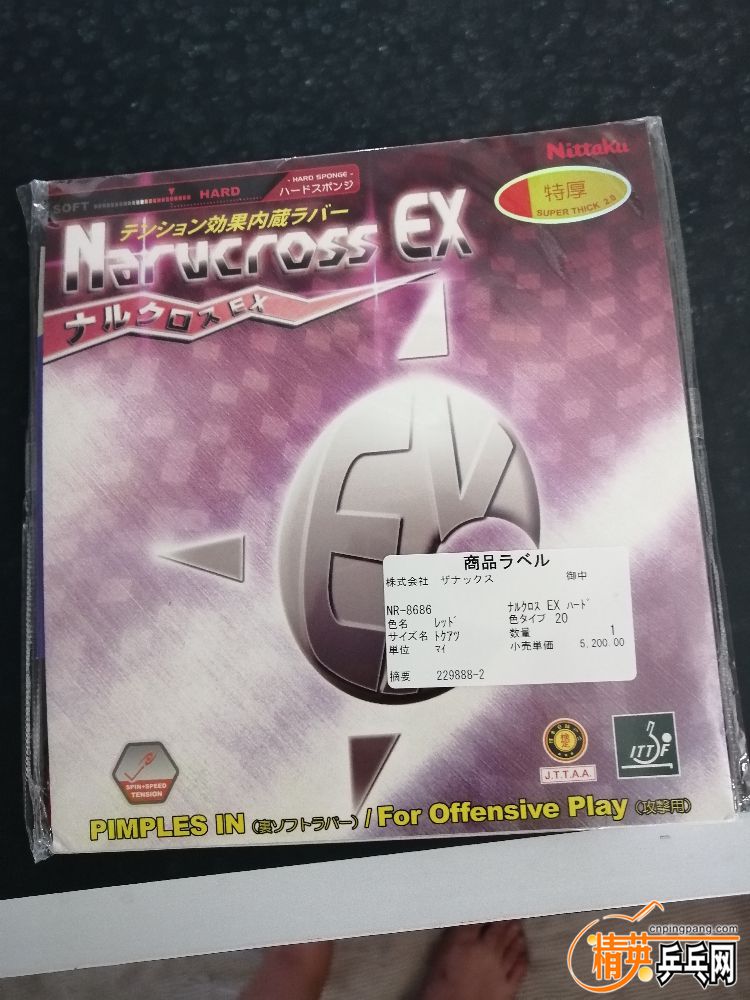 Nittaku
- HARD SPONGE -
SOFT HARD ハードスポンジ
特厚
SUPER THICK 2.0
テンション効果内蔵ラバー
Narucross EX
ナルクロス EX
EX
商品ラベル
株式会社 ザナックス 御中
NR-8686 ナルクロス EX ハード
色名 レッド 色タイプ 20
サイズ名 トクアツ 数量 1
単位 マイ 小売単価 5,200.00
摘要 229888-2
SPIN+SPEED
TENSION
検定
J.T.T.A.A.
ITTF
PIMPLES IN (裏ソフトラバー) / For Offensive Play (攻撃用)
cnpingpang.com
精英乒乓网